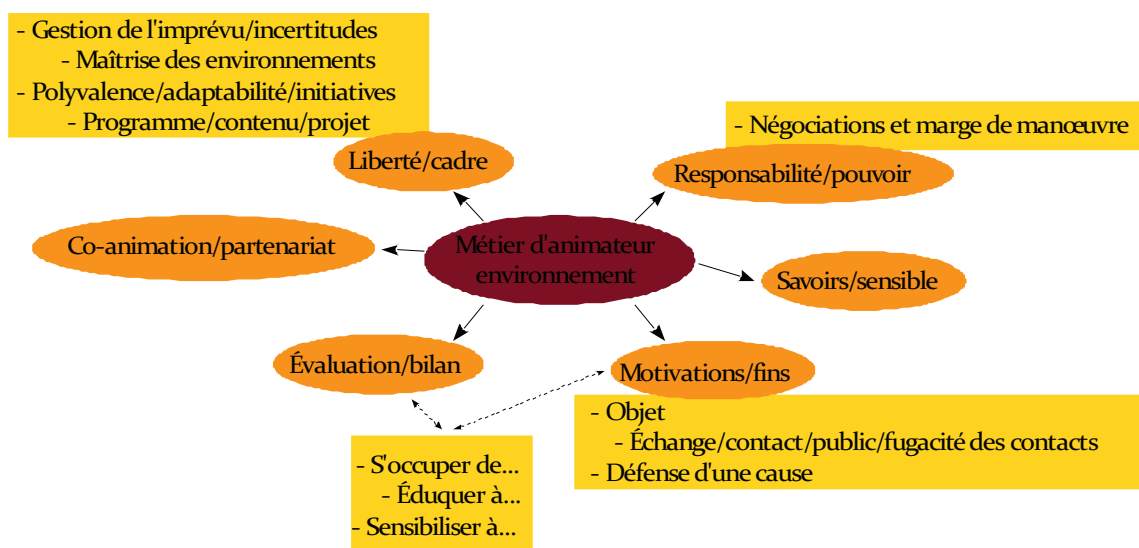 - Gestion de l'imprévu/incertitudes
- Maîtrise des environnements
- Polyvalence/adaptabilité/initiatives
- Programme/contenu/projet
- Négociations et marge de manœuvre
Liberté/cadre
Responsabilité/pouvoir
Co-animation/partenariat
Métier d'animateur
environnement
Savoirs/sensible
Évaluation/bilan
Motivations/fins
- Objet
- Échange/contact/public/fugacité des contacts
- Défense d'une cause
- S'occuper de...
- Éduquer à...
- Sensibiliser à...